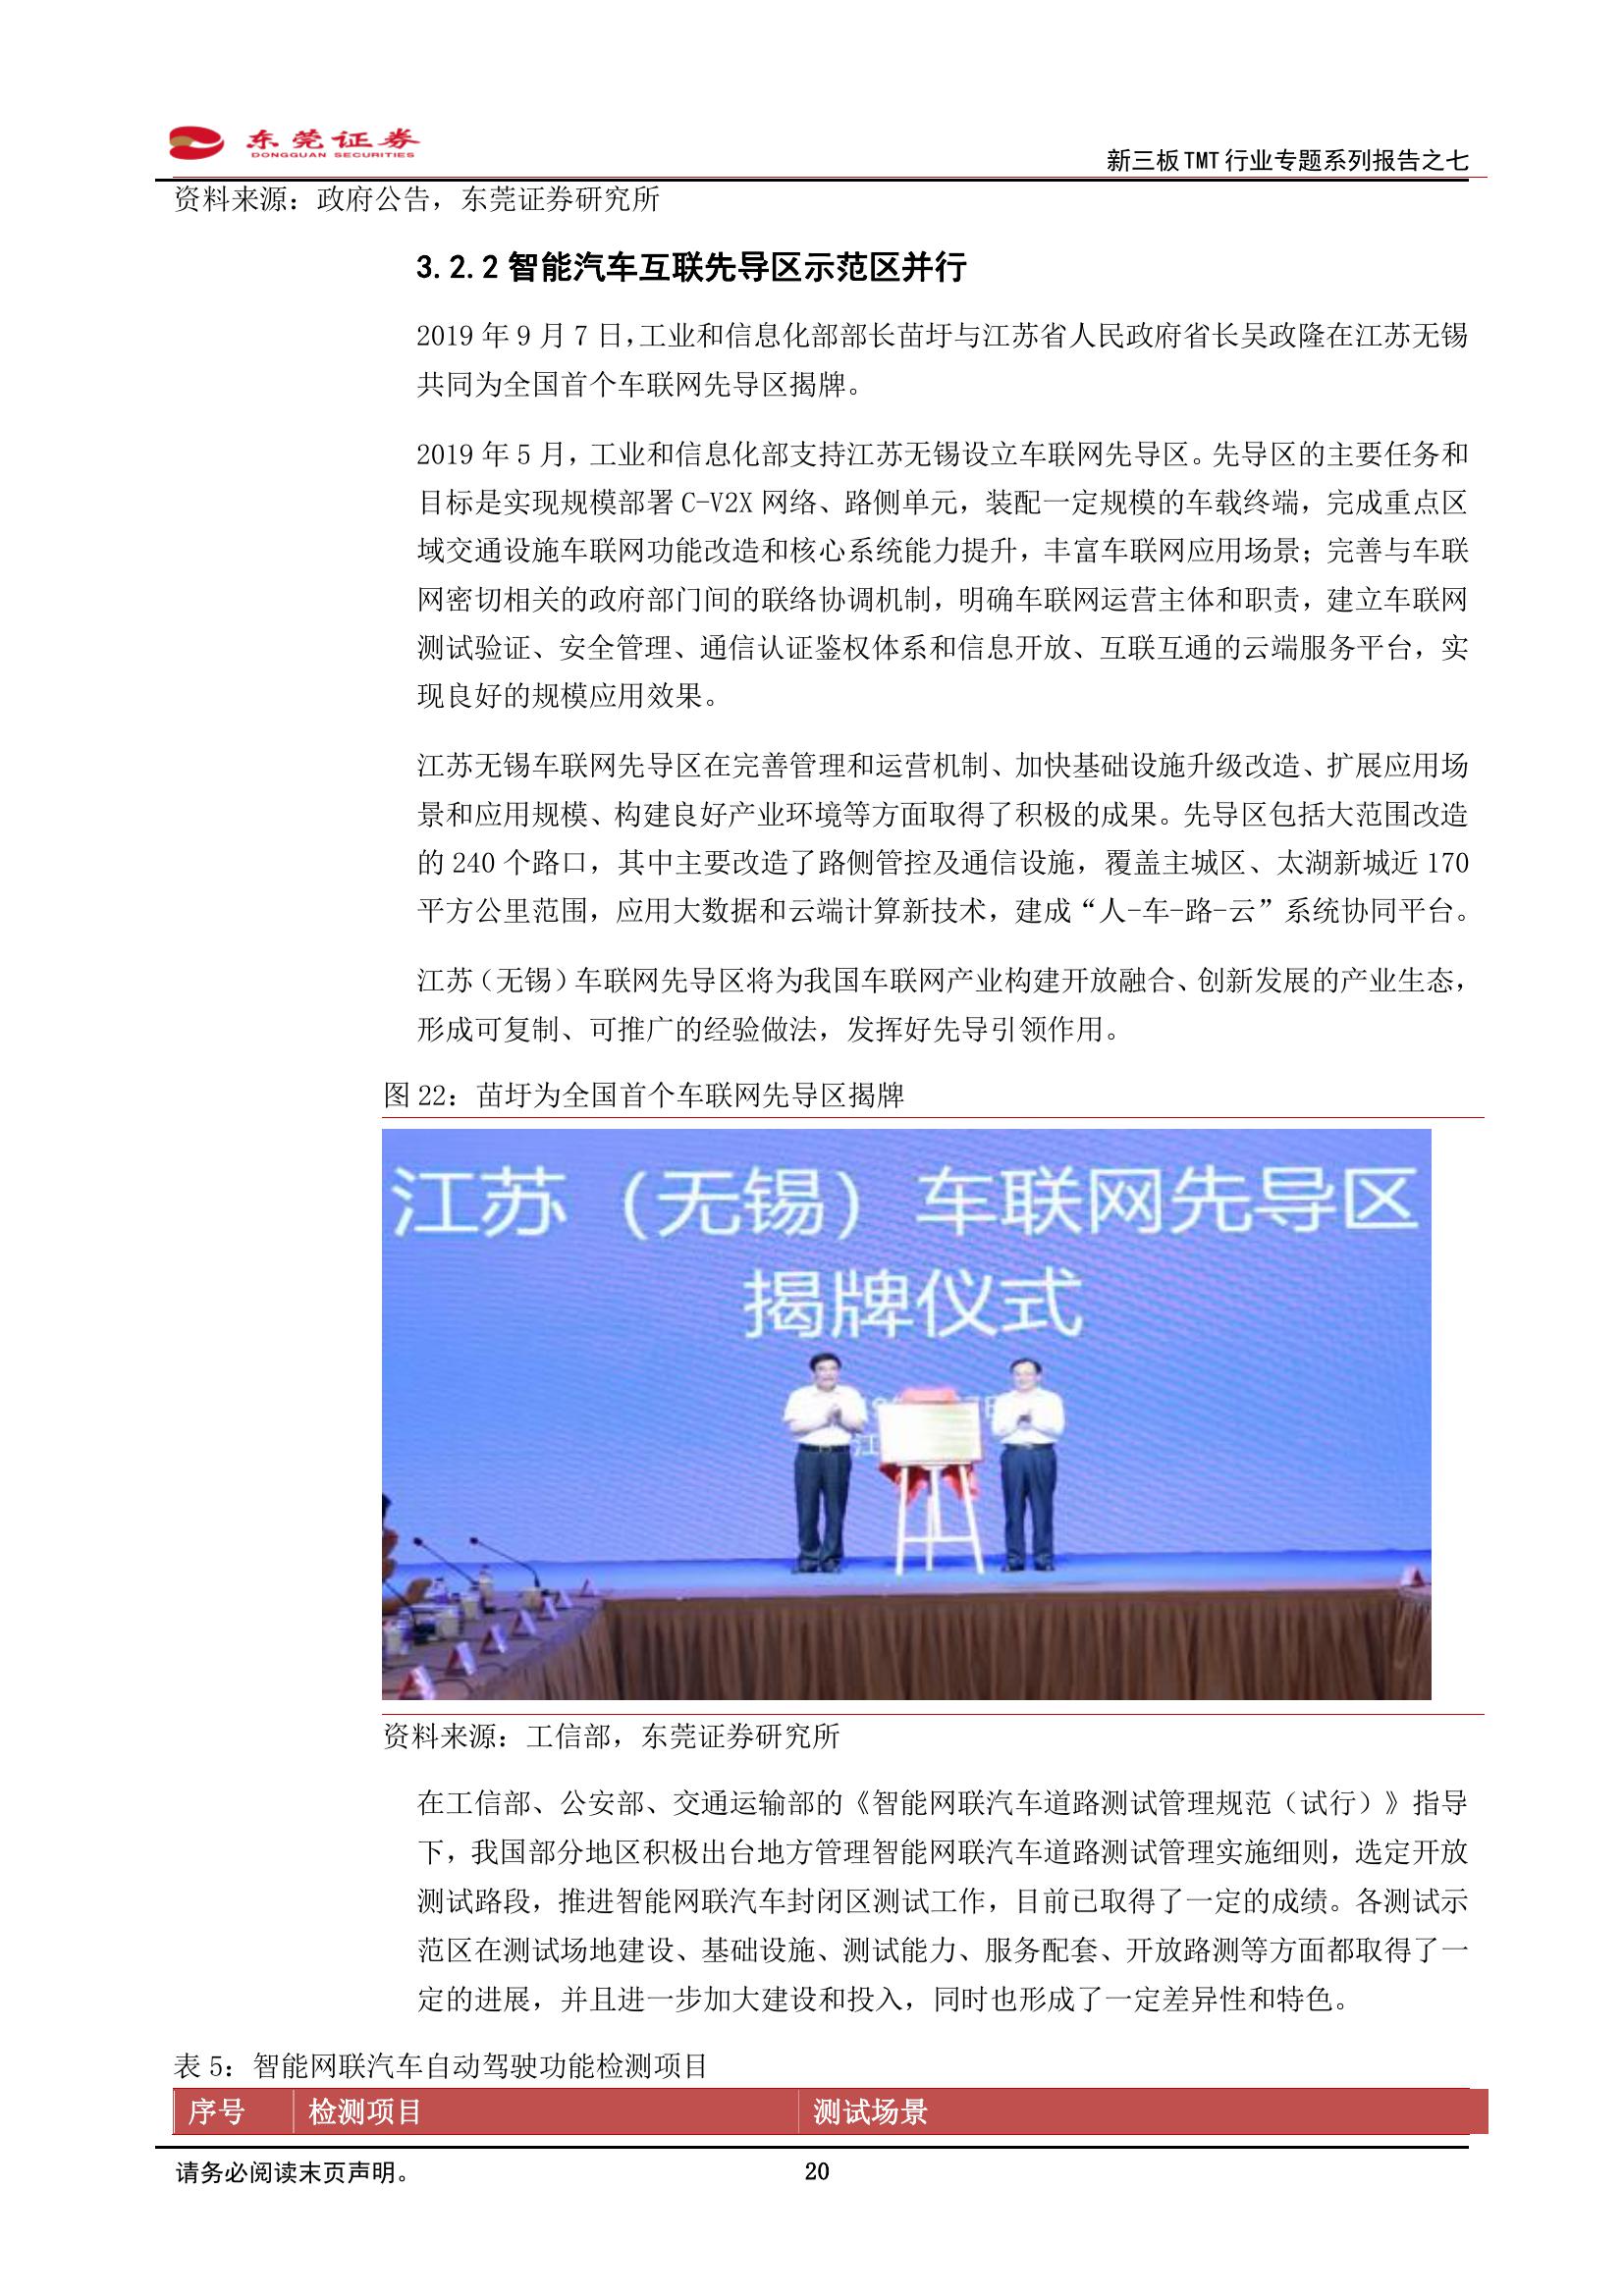 东莞证券
DONGGUAN SECURITIES
新三板 TMT 行业专题系列报告之七
资料来源：政府公告，东莞证券研究所
3.2.2 智能汽车互联先导区示范区并行
2019 年 9 月 7 日，工业和信息化部部长苗圩与江苏省人民政府省长吴政隆在江苏无锡
共同为全国首个车联网先导区揭牌。
2019 年 5 月，工业和信息化部支持江苏无锡设立车联网先导区。先导区的主要任务和
目标是实现规模部署 C-V2X 网络、路侧单元，装配一定规模的车载终端，完成重点区
域交通设施车联网功能改造和核心系统能力提升，丰富车联网应用场景；完善与车联
网密切相关的政府部门间的联络协调机制，明确车联网运营主体和职责，建立车联网
测试验证、安全管理、通信认证鉴权体系和信息开放、互联互通的云端服务平台，实
现良好的规模应用效果。
江苏无锡车联网先导区在完善管理和运营机制、加快基础设施升级改造、扩展应用场
景和应用规模、构建良好产业环境等方面取得了积极的成果。先导区包括大范围改造
的 240 个路口，其中主要改造了路侧管控及通信设施，覆盖主城区、太湖新城近 170
平方公里范围，应用大数据和云端计算新技术，建成“人-车-路-云”系统协同平台。
江苏（无锡）车联网先导区将为我国车联网产业构建开放融合、创新发展的产业生态，
形成可复制、可推广的经验做法，发挥好先导引领作用。
图 22：苗圩为全国首个车联网先导区揭牌
江苏（无锡）车联网先导区
揭牌仪式
江
资料来源：工信部，东莞证券研究所
在工信部、公安部、交通运输部的《智能网联汽车道路测试管理规范（试行）》指导
下，我国部分地区积极出台地方管理智能网联汽车道路测试管理实施细则，选定开放
测试路段，推进智能网联汽车封闭区测试工作，目前已取得了一定的成绩。各测试示
范区在测试场地建设、基础设施、测试能力、服务配套、开放路测等方面都取得了一
定的进展，并且进一步加大建设和投入，同时也形成了一定差异性和特色。
表 5：智能网联汽车自动驾驶功能检测项目
序号 检测项目 测试场景
请务必阅读末页声明。
20